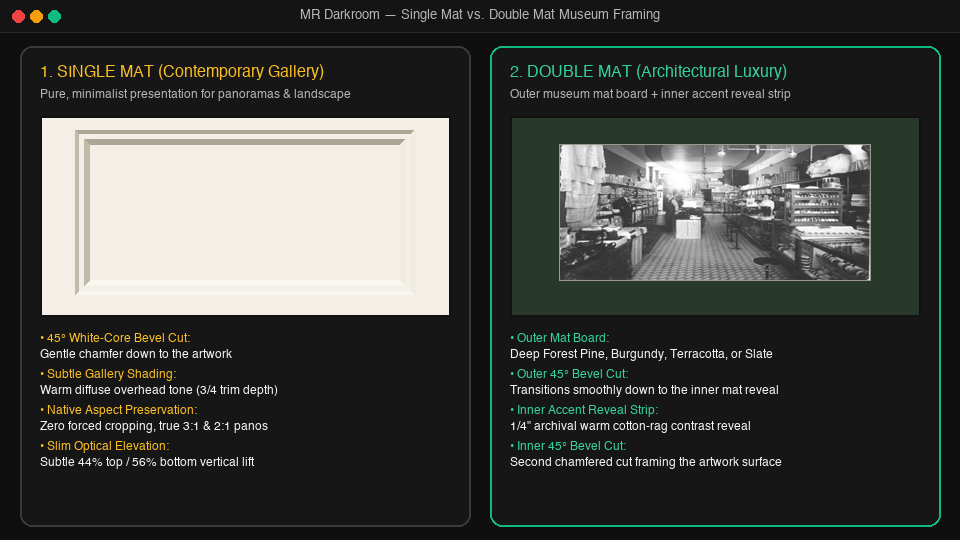 MR Darkroom — Single Mat vs. Double Mat Museum Framing
1. SINGLE MAT (Contemporary Gallery)
Pure, minimalist presentation for panoramas & landscape
• 45° White-Core Bevel Cut:
Gentle chamfer down to the artwork
• Subtle Gallery Shading:
Warm diffuse overhead tone (3/4 trim depth)
• Native Aspect Preservation:
Zero forced cropping, true 3:1 & 2:1 panos
• Slim Optical Elevation:
Subtle 44% top / 56% bottom vertical lift
2. DOUBLE MAT (Architectural Luxury)
Outer museum mat board + inner accent reveal strip
• Outer Mat Board:
Deep Forest Pine, Burgundy, Terracotta, or Slate
• Outer 45° Bevel Cut:
Transitions smoothly down to the inner mat reveal
• Inner Accent Reveal Strip:
1/4" archival warm cotton-rag contrast reveal
• Inner 45° Bevel Cut:
Second chamfered cut framing the artwork surface